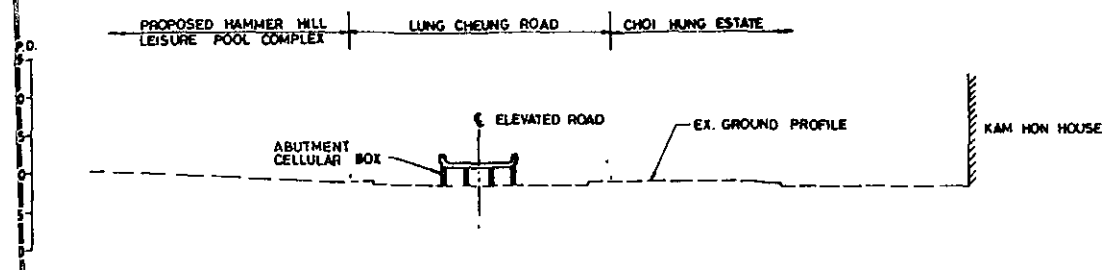 PROPOSED HAMMER HILL
LEISURE POOL COMPLEX
LUNG CHEUNG ROAD
CHOI HUNG ESTATE
P.D.
℄ ELEVATED ROAD
EX. GROUND PROFILE
KAM HON HOUSE
ABUTMENT
CELLULAR BOX